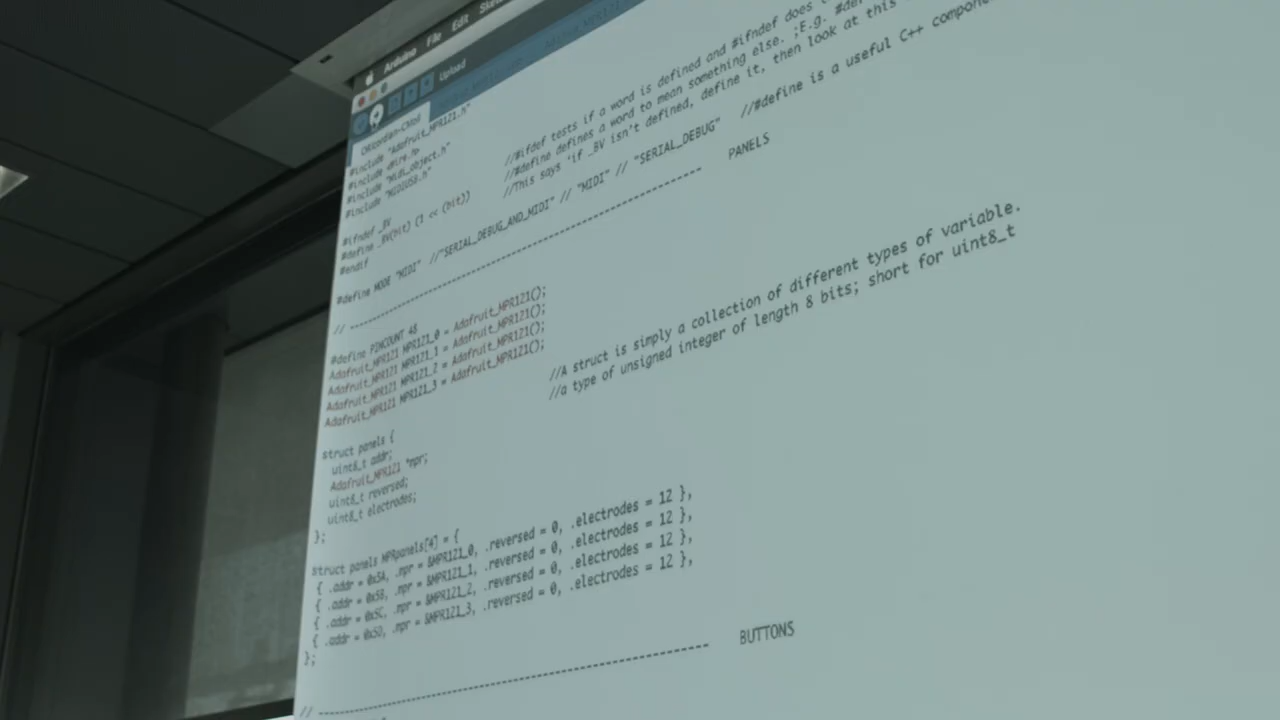 Arduino File Edit
Upload
#include "Adafruit_MPR121.h"
#include <Wire.h>
#include "Midi_object.h"
#include "MIDIUSB.h"
#ifndef _BV //#ifdef tests if a word is defined and #ifndef does
#define _BV(bit) (1 << (bit)) //#define defines a word to mean something else. ;E.g. #def
#endif //This says 'if _BV isn't defined, define it, then look at this
#define MODE "MIDI" //"SERIAL_DEBUG_AND_MIDI" // "MIDI" // "SERIAL_DEBUG" //#define is a useful C++ compone
// -------------------------------------------------- PANELS
#define PINCOUNT 48
Adafruit_MPR121 MPR121_0 = Adafruit_MPR121();
Adafruit_MPR121 MPR121_1 = Adafruit_MPR121();
Adafruit_MPR121 MPR121_2 = Adafruit_MPR121();
Adafruit_MPR121 MPR121_3 = Adafruit_MPR121();
struct panels { //A struct is simply a collection of different types of variable.
uint8_t addr; //a type of unsigned integer of length 8 bits; short for uint8_t
Adafruit_MPR121 *mpr;
uint8_t reversed;
uint8_t electrodes;
};
struct panels MPRpanels[4] = {
{ .addr = 0x5A, .mpr = &MPR121_0, .reversed = 0, .electrodes = 12 },
{ .addr = 0x5B, .mpr = &MPR121_1, .reversed = 0, .electrodes = 12 },
{ .addr = 0x5C, .mpr = &MPR121_2, .reversed = 0, .electrodes = 12 },
{ .addr = 0x5D, .mpr = &MPR121_3, .reversed = 0, .electrodes = 12 },
};
// -------------------------------------------------- BUTTONS